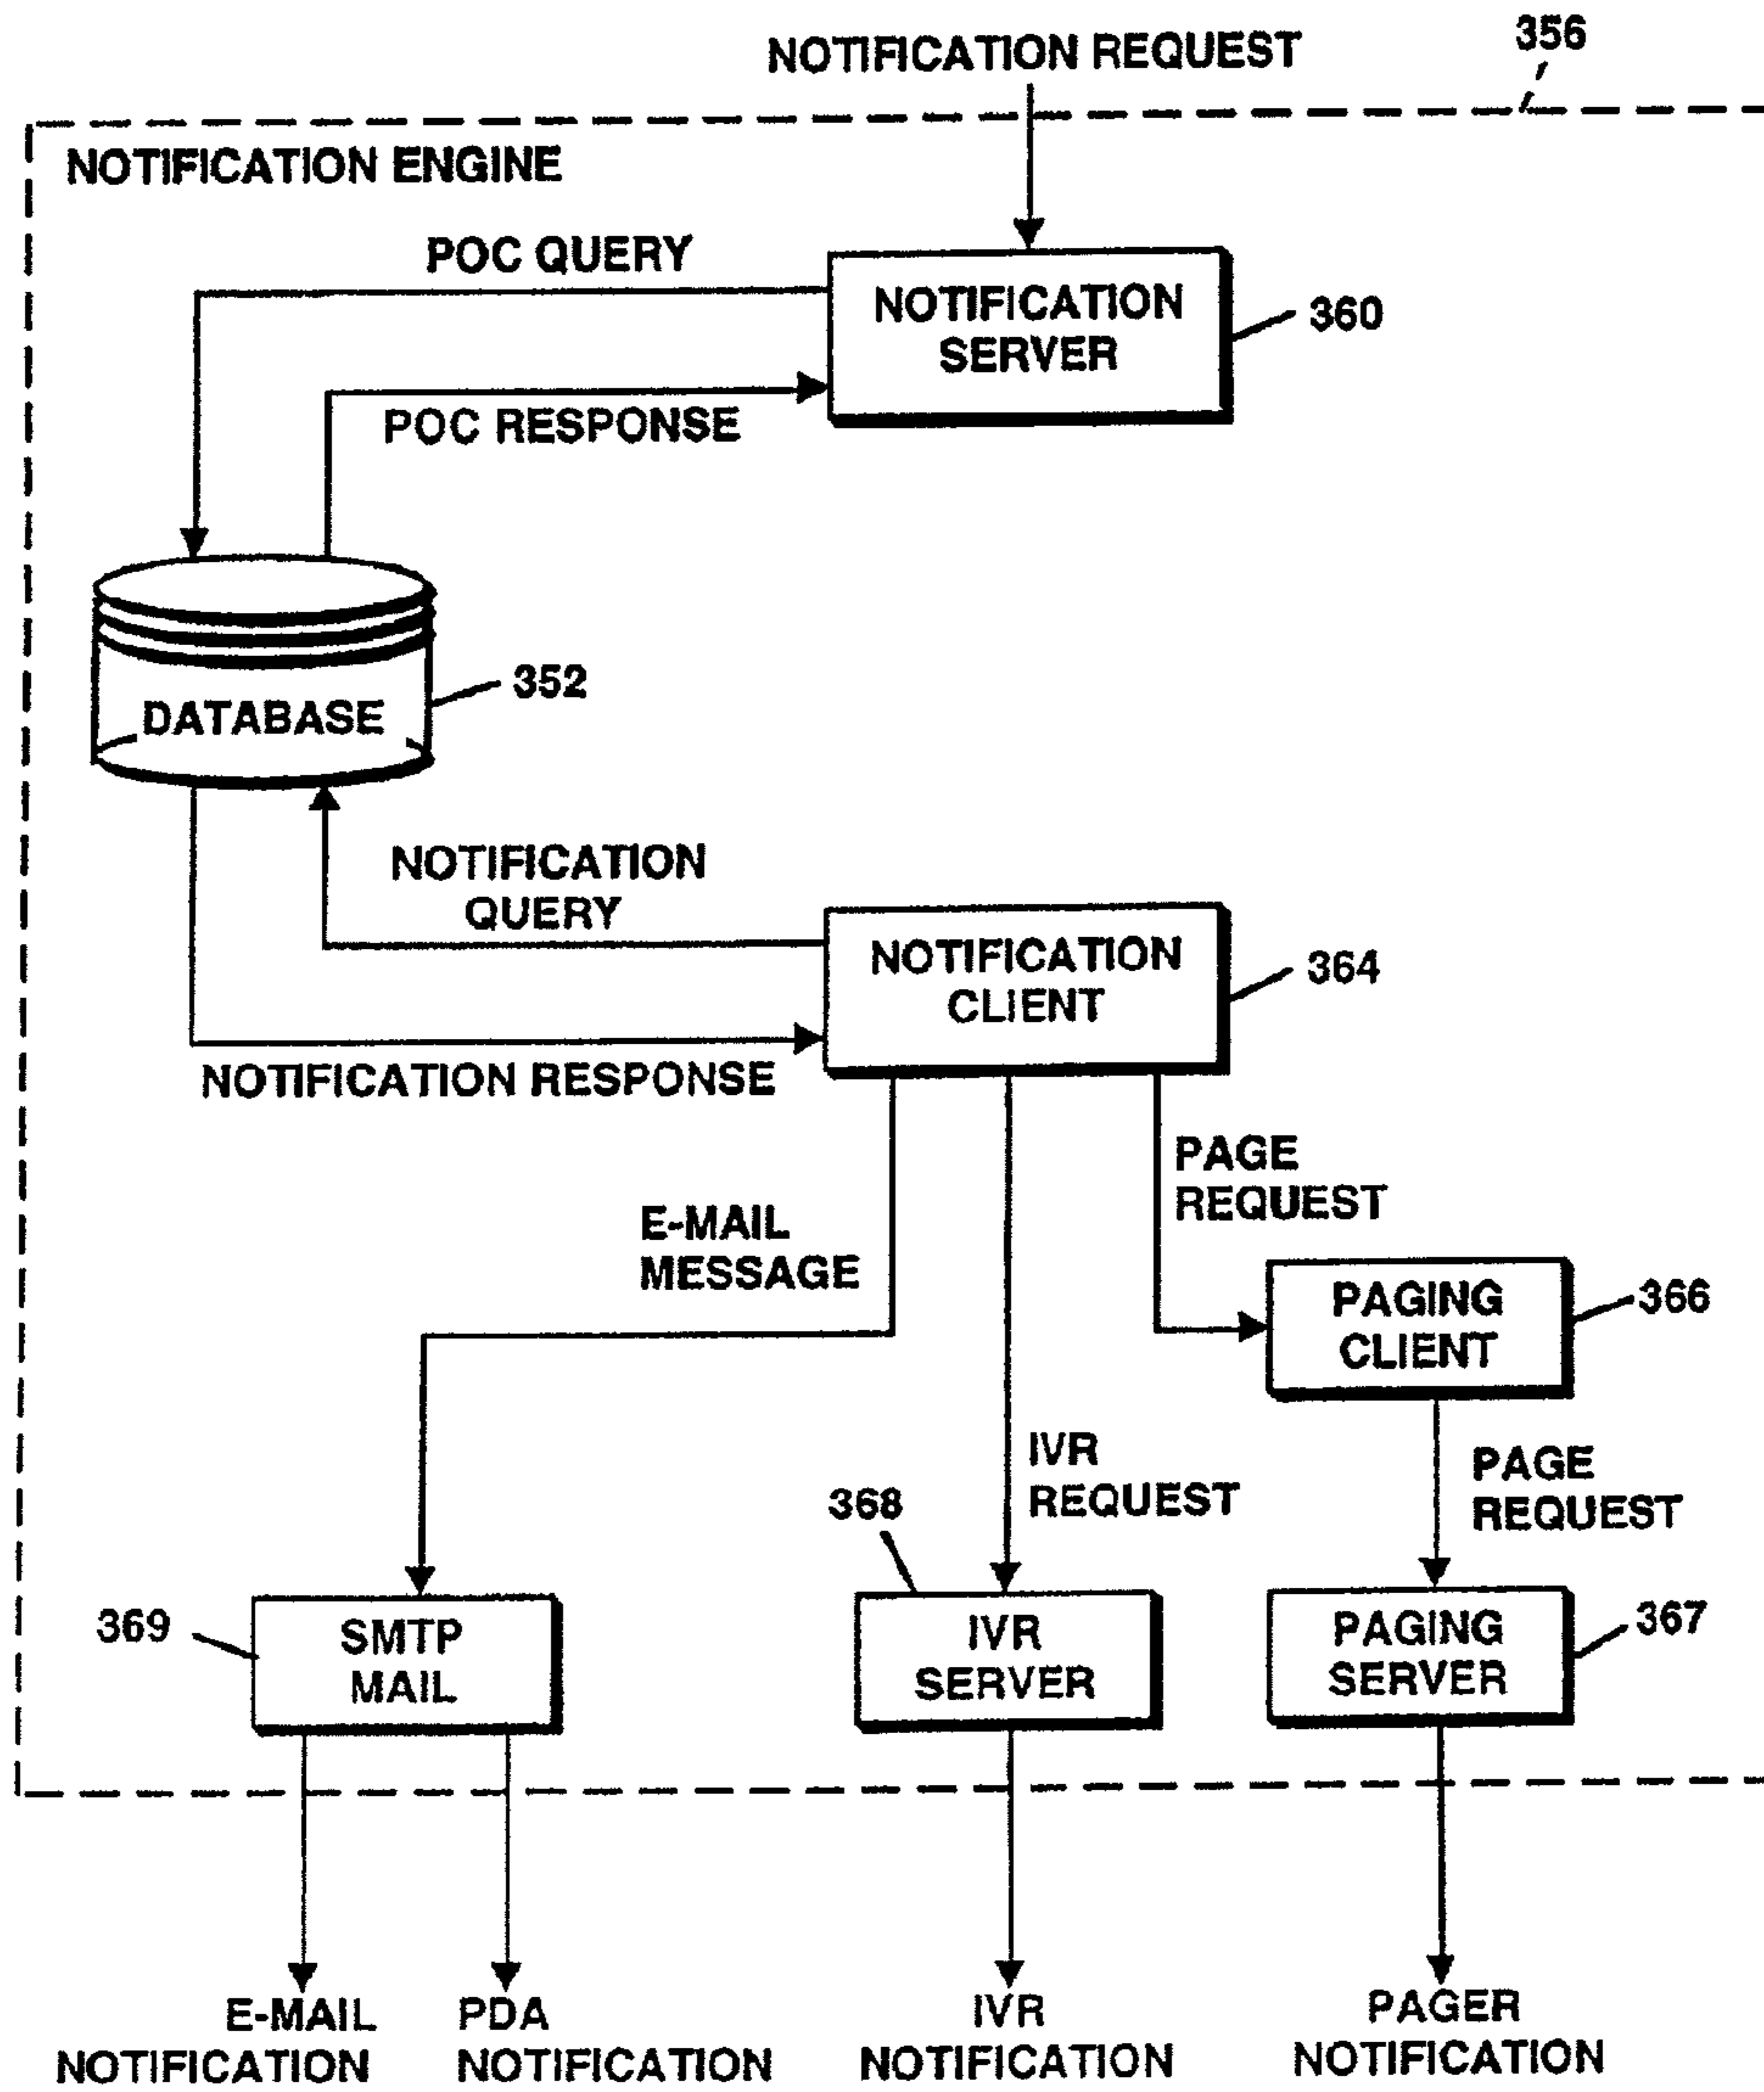 356
NOTIFICATION REQUEST
NOTIFICATION ENGINE
POC QUERY
NOTIFICATION
SERVER
360
POC RESPONSE
352
DATABASE
NOTIFICATION
QUERY
NOTIFICATION
CLIENT
364
NOTIFICATION RESPONSE
PAGE
REQUEST
E-MAIL
MESSAGE
PAGING
CLIENT
366
IVR
REQUEST
PAGE
REQUEST
368
369
SMTP
MAIL
IVR
SERVER
PAGING
SERVER
367
E-MAIL
NOTIFICATION
PDA
NOTIFICATION
IVR
NOTIFICATION
PAGER
NOTIFICATION